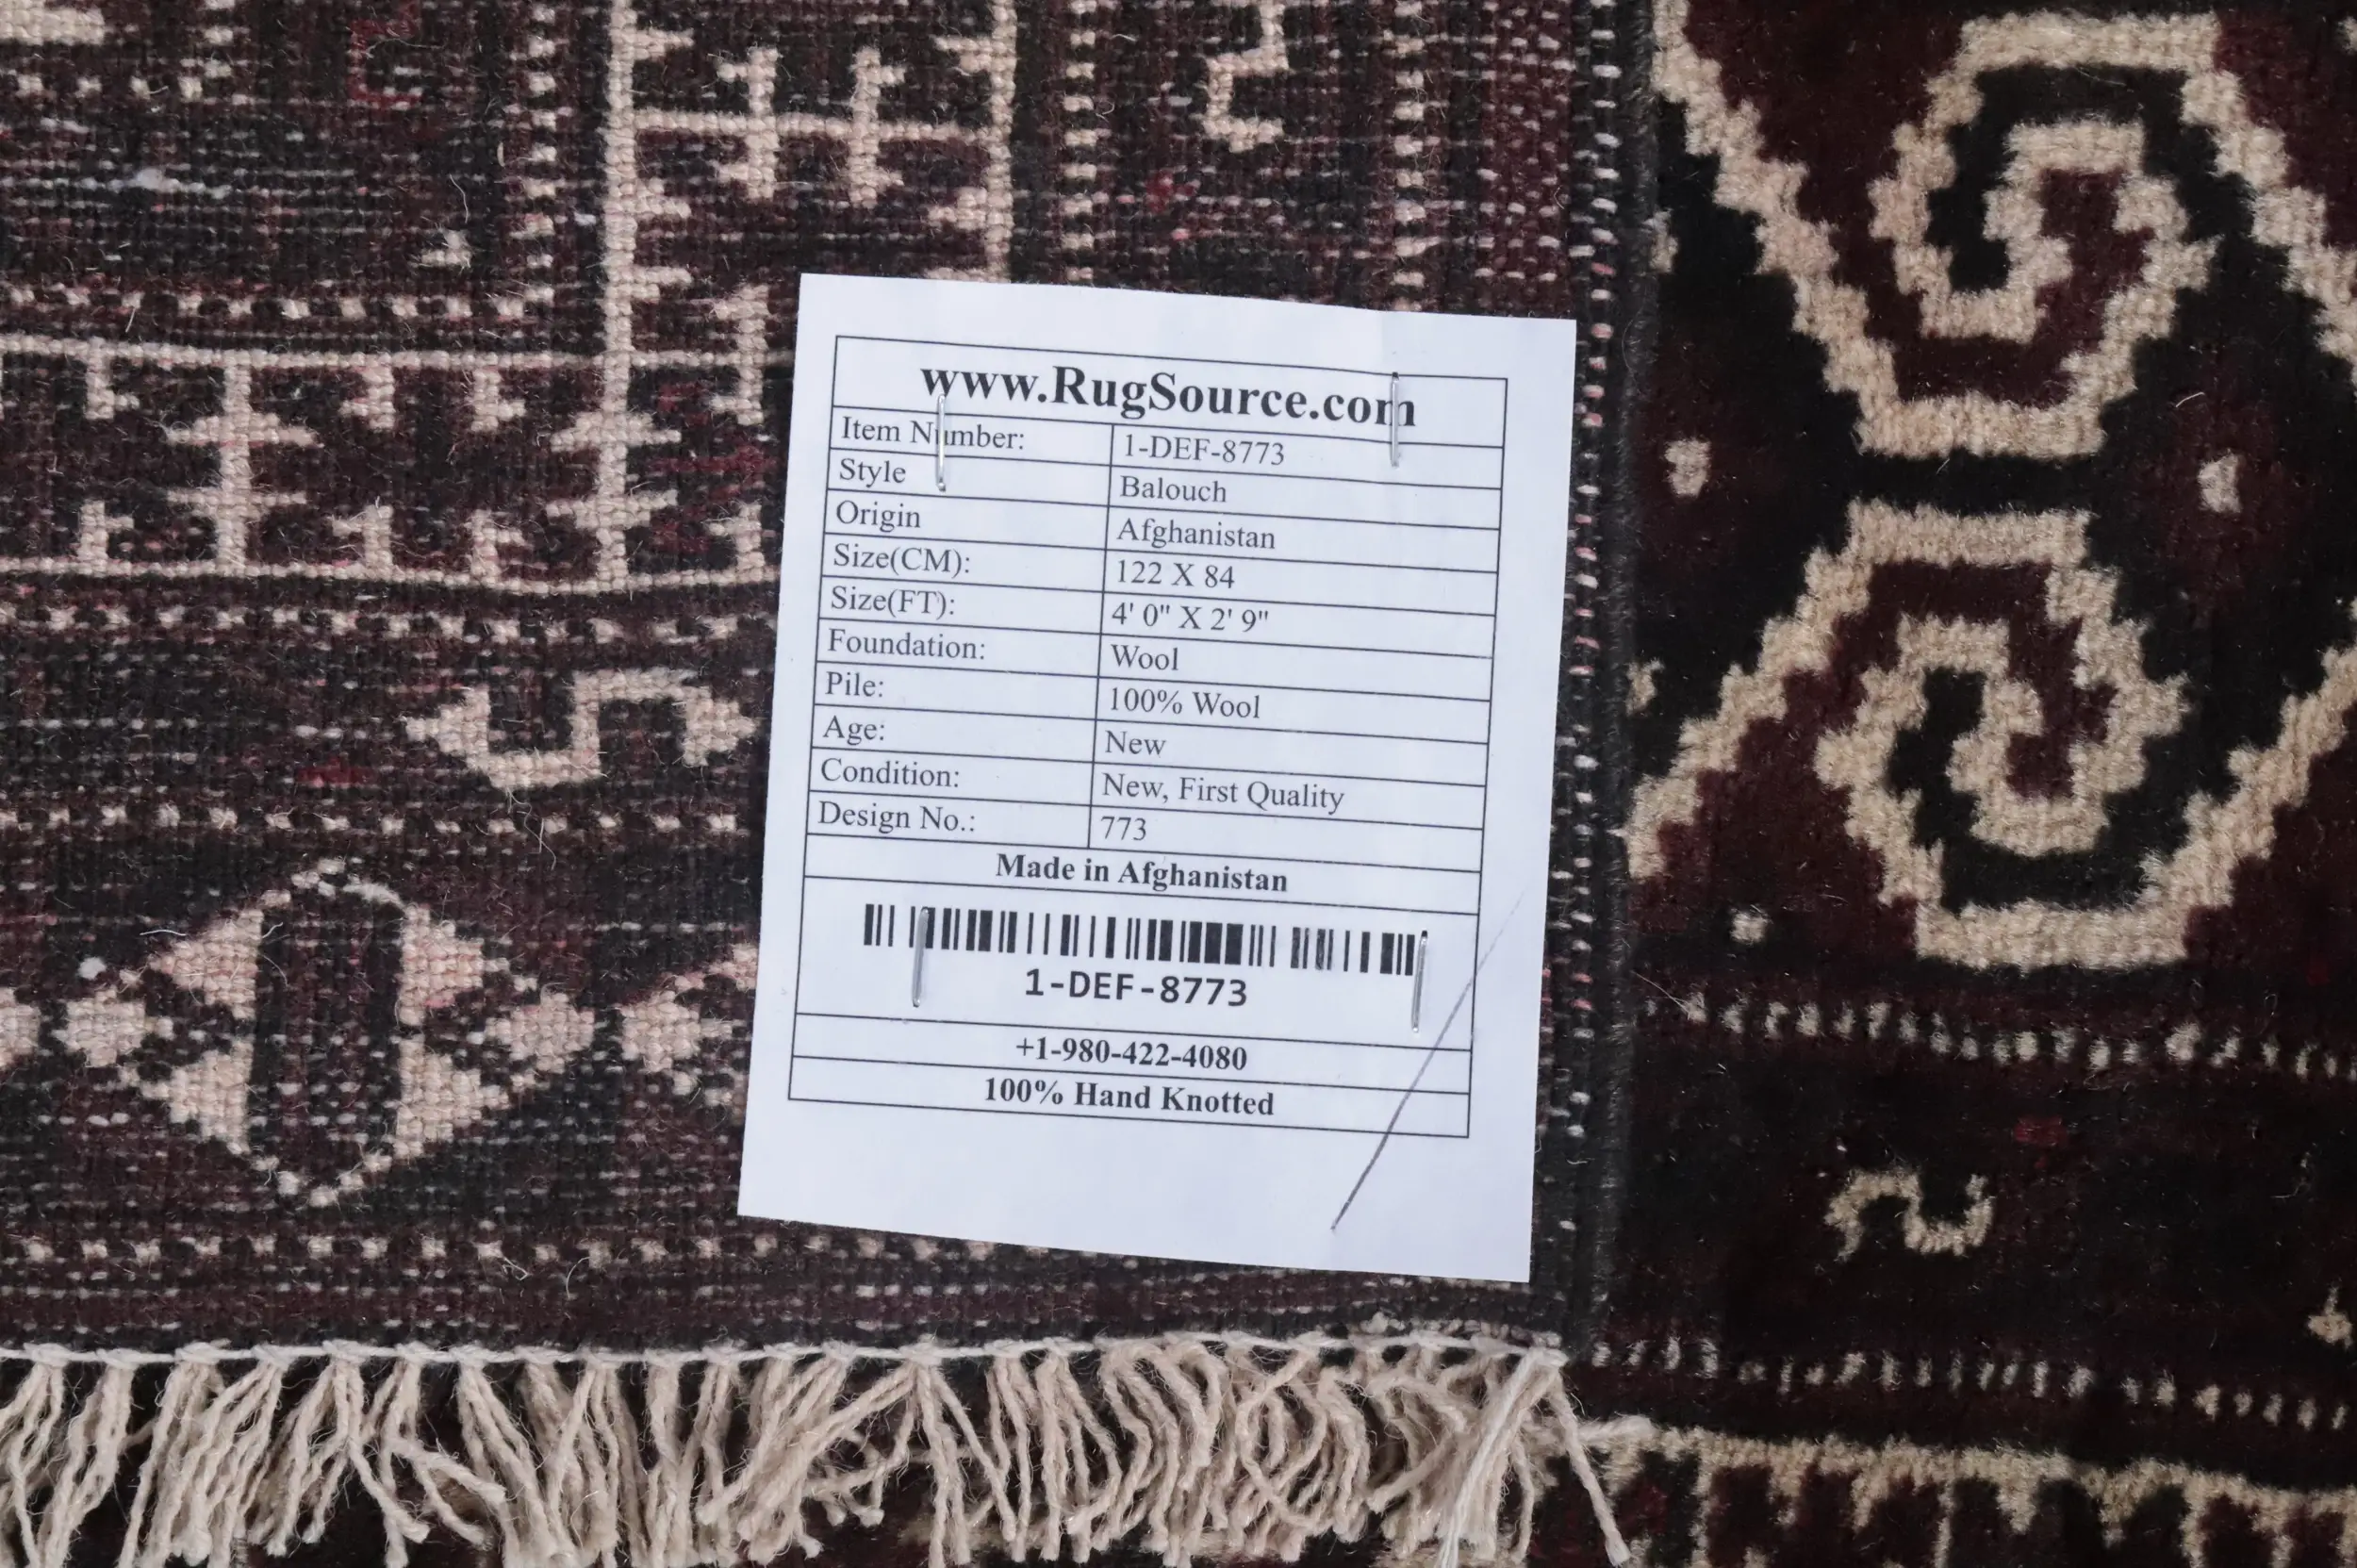 www.RugSource.com
Item Number: 1-DEF-8773
Style Balouch
Origin Afghanistan
Size(CM): 122 X 84
Size(FT): 4' 0" X 2' 9"
Foundation: Wool
Pile: 100% Wool
Age: New
Condition: New, First Quality
Design No.: 773
Made in Afghanistan
1-DEF-8773
+1-980-422-4080
100% Hand Knotted